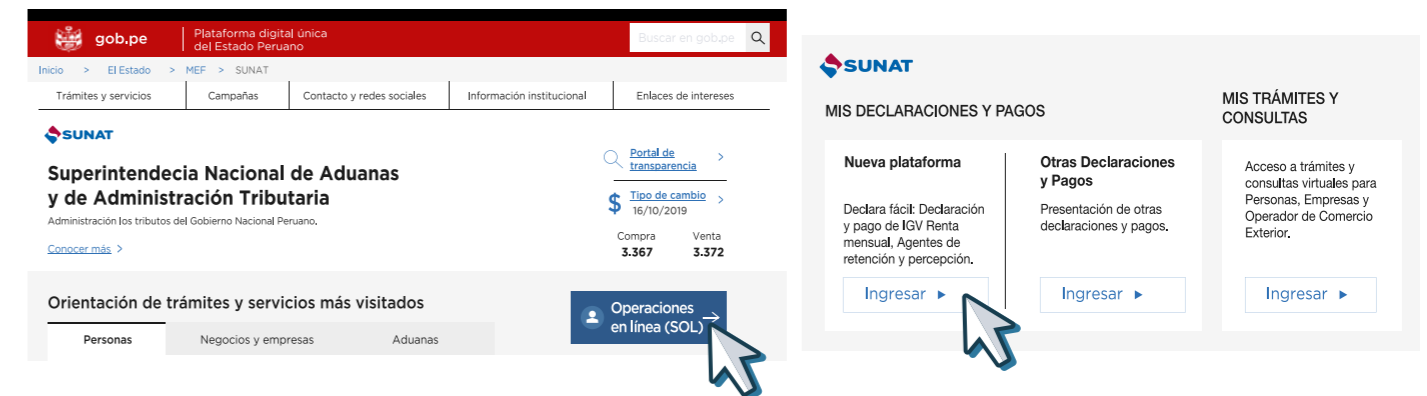 gob.pe
Plataforma digital única
del Estado Peruano
Buscar en gob.pe
Inicio > El Estado > MEF > SUNAT
Trámites y servicios
Campañas
Contacto y redes sociales
Información institucional
Enlaces de intereses
SUNAT
Superintendecia Nacional de Aduanas
y de Administración Tributaria
Administración los tributos del Gobierno Nacional Peruano.
Conocer más >
Portal de
transparencia >
$ Tipo de cambio >
16/10/2019
Compra Venta
3.367 3.372
Orientación de trámites y servicios más visitados
Operaciones
en línea (SOL)
Personas
Negocios y empresas
Aduanas
SUNAT
MIS DECLARACIONES Y PAGOS
Nueva plataforma
Declara fácil: Declaración
y pago de IGV Renta
mensual, Agentes de
retención y percepción.
Ingresar
Otras Declaraciones
y Pagos
Presentación de otras
declaraciones y pagos.
Ingresar
MIS TRÁMITES Y
CONSULTAS
Acceso a trámites y
consultas virtuales para
Personas, Empresas y
Operador de Comercio
Exterior.
Ingresar